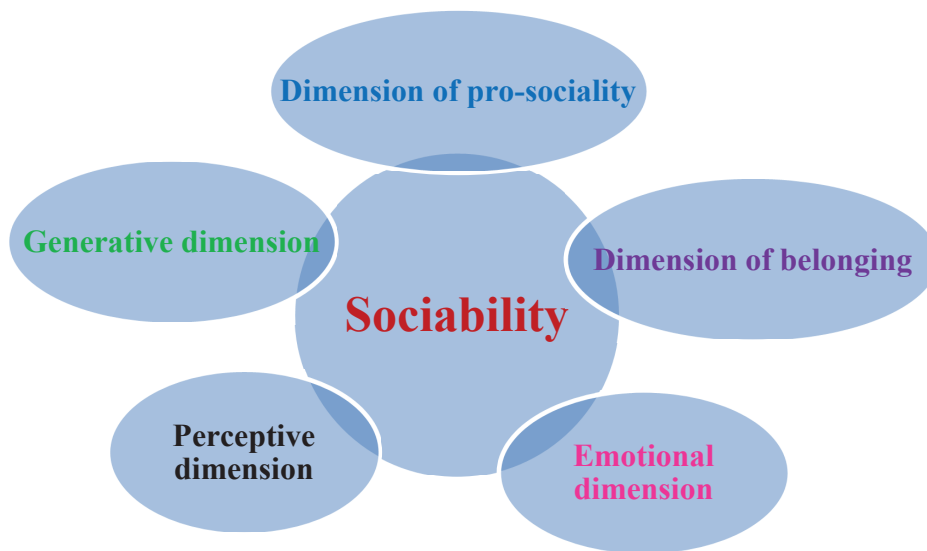 Dimension of pro-sociality
Generative dimension
Dimension of belonging
Sociability
Perceptive
dimension
Emotional
dimension